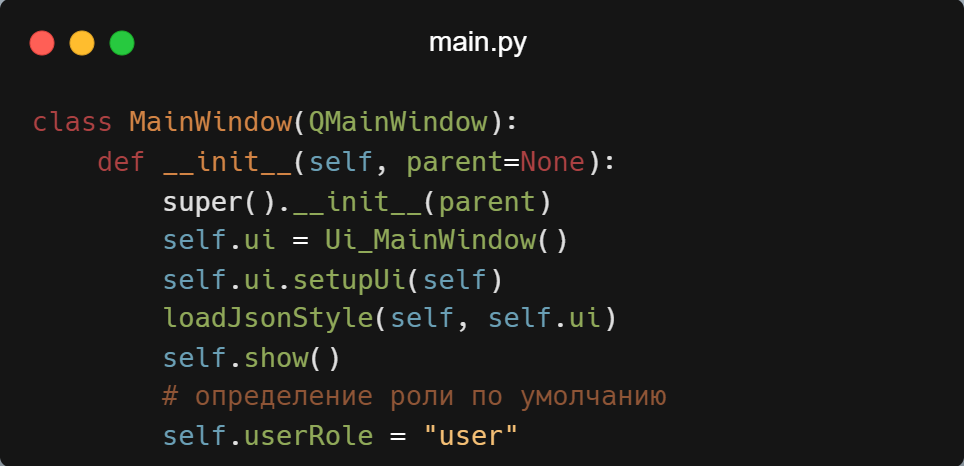 main.py
class MainWindow(QMainWindow):
    def __init__(self, parent=None):
        super().__init__(parent)
        self.ui = Ui_MainWindow()
        self.ui.setupUi(self)
        loadJsonStyle(self, self.ui)
        self.show()
        # определение роли по умолчанию
        self.userRole = "user"